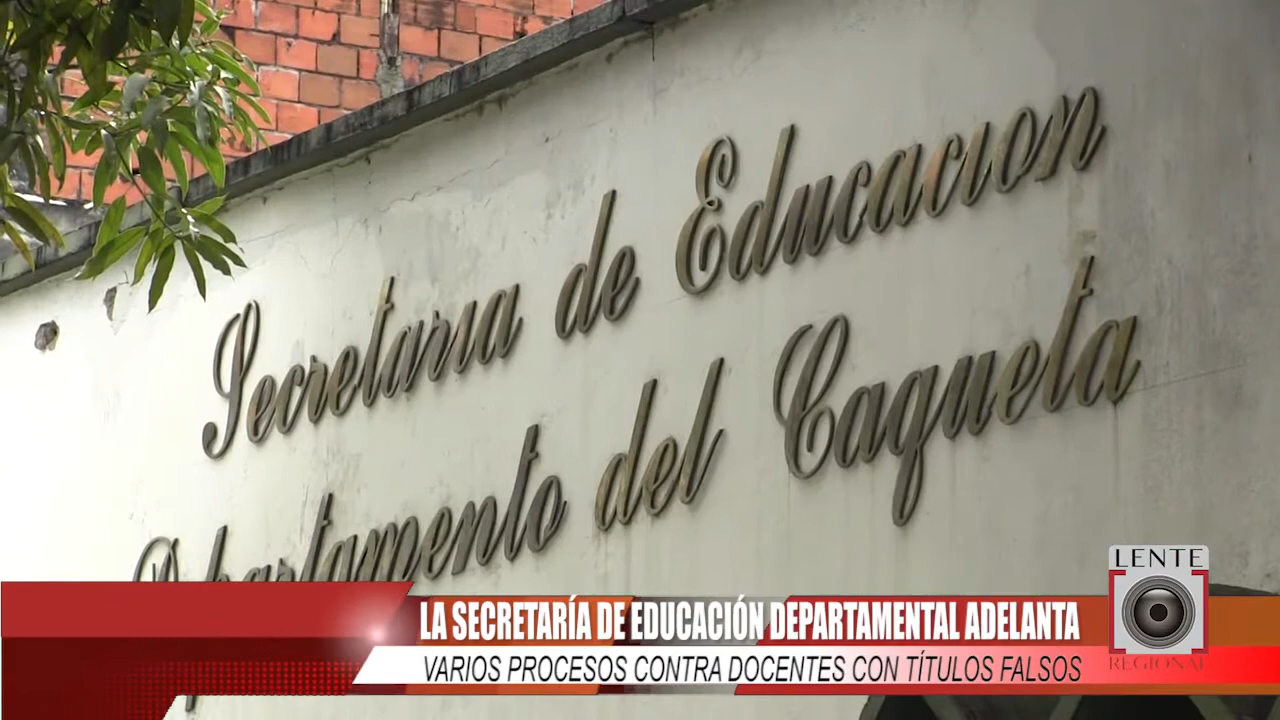 Secretaria de Educacion
Departamento del Caqueta
LA SECRETARÍA DE EDUCACIÓN DEPARTAMENTAL ADELANTA
VARIOS PROCESOS CONTRA DOCENTES CON TÍTULOS FALSOS
LENTE
REGIONAL